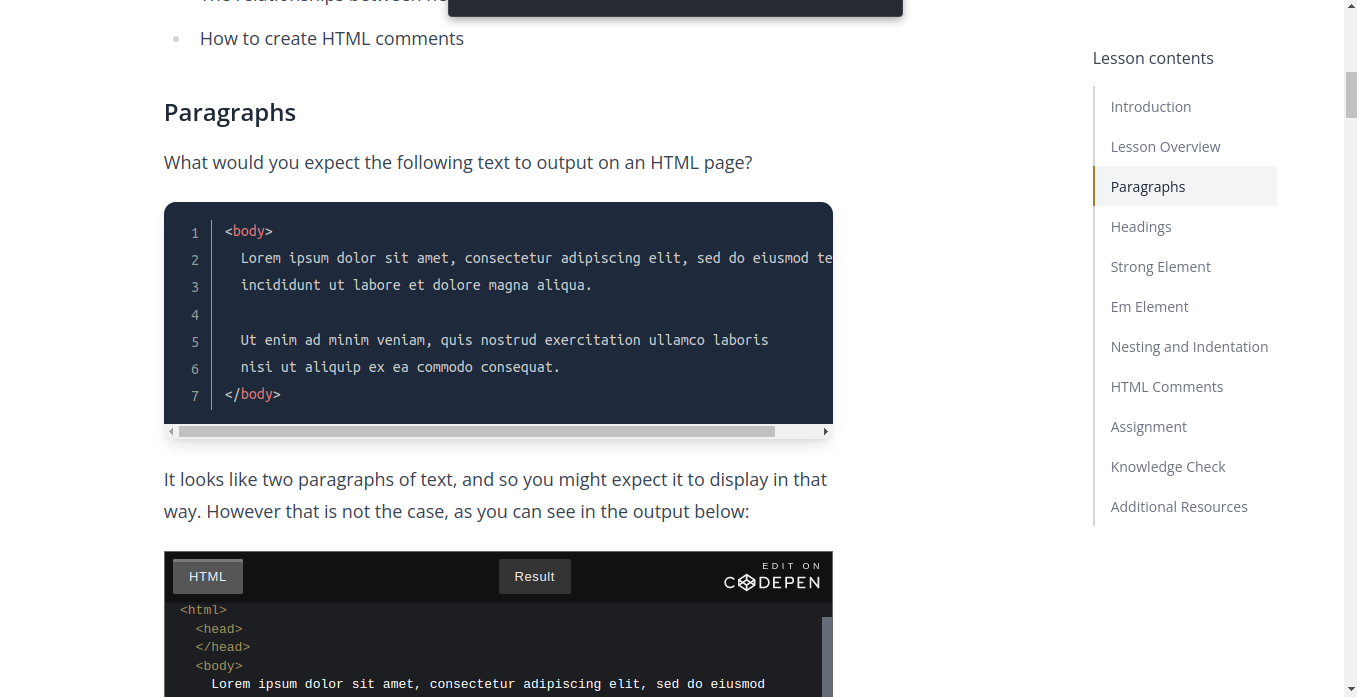 How to create HTML comments
Paragraphs
What would you expect the following text to output on an HTML page?
1 <body>
2 Lorem ipsum dolor sit amet, consectetur adipiscing elit, sed do eiusmod te
3 incididunt ut labore et dolore magna aliqua.
4
5 Ut enim ad minim veniam, quis nostrud exercitation ullamco laboris
6 nisi ut aliquip ex ea commodo consequat.
7 </body>
It looks like two paragraphs of text, and so you might expect it to display in that
way. However that is not the case, as you can see in the output below:
HTML
Result
EDIT ON
CODEPEN
<html>
<head>
</head>
<body>
Lorem ipsum dolor sit amet, consectetur adipiscing elit, sed do eiusmod
Lesson contents
Introduction
Lesson Overview
Paragraphs
Headings
Strong Element
Em Element
Nesting and Indentation
HTML Comments
Assignment
Knowledge Check
Additional Resources